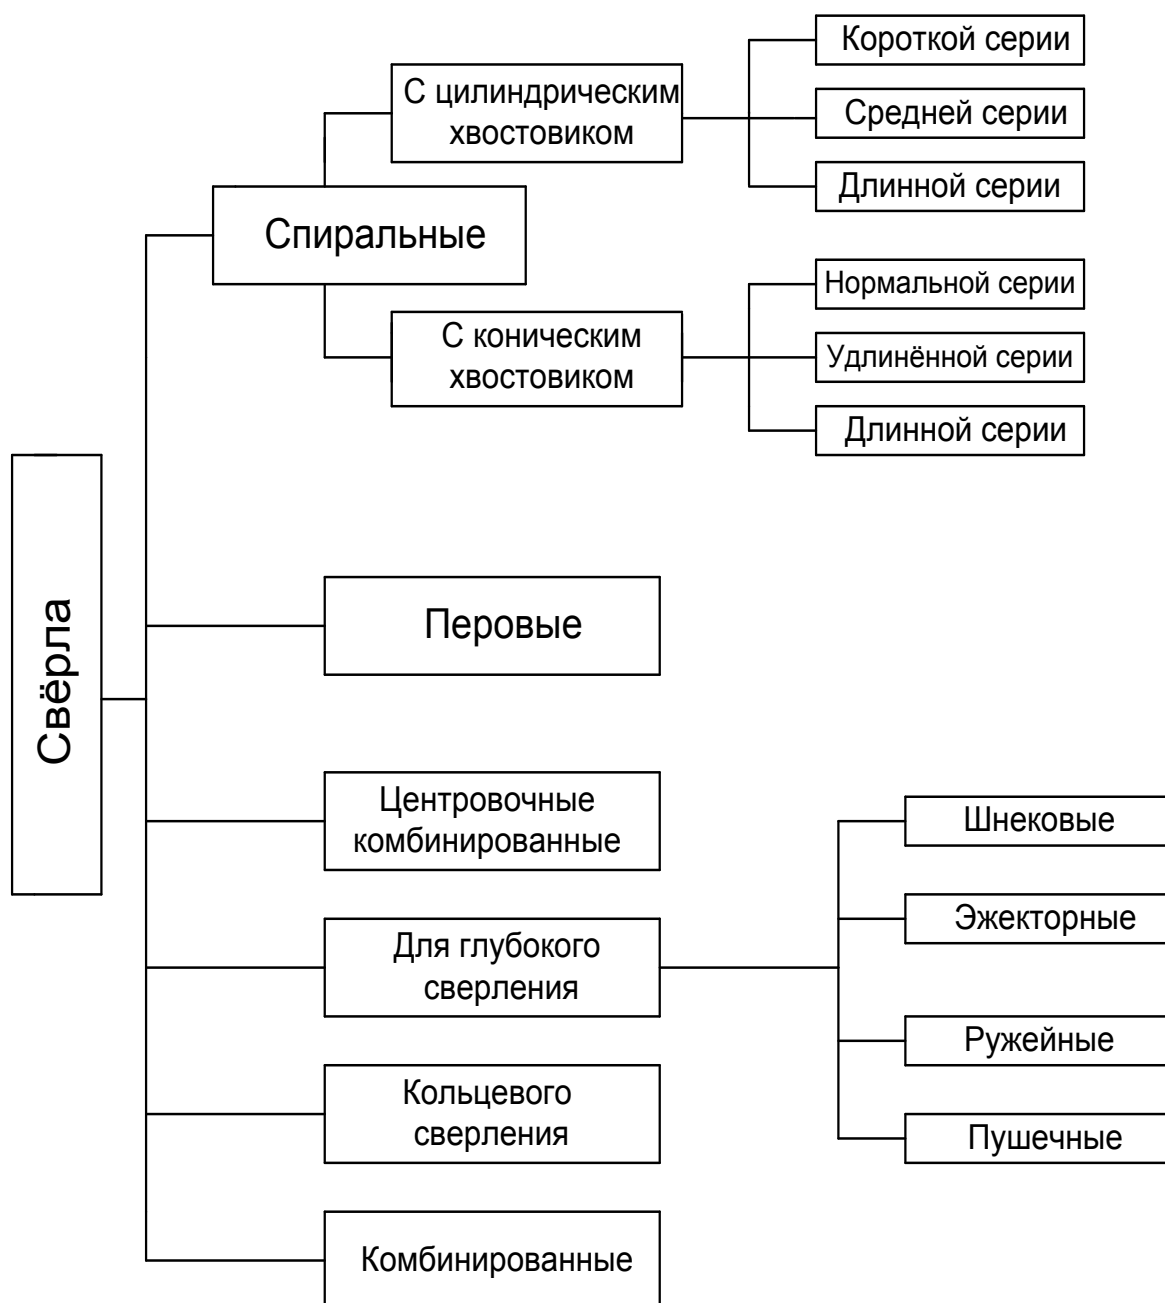 Свёрла
Спиральные
С цилиндрическим
хвостовиком
Короткой серии
Средней серии
Длинной серии
С коническим
хвостовиком
Нормальной серии
Удлинённой серии
Длинной серии
Перовые
Центровочные
комбинированные
Для глубокого
сверления
Шнековые
Эжекторные
Ружейные
Пушечные
Кольцевого
сверления
Комбинированные